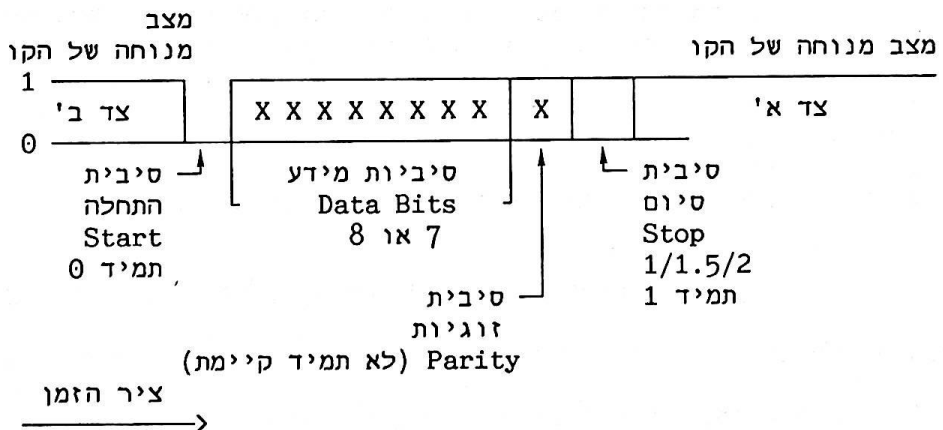 מצב
מנוחה של הקו
מצב מנוחה של הקו
1
צד ב'
X X X X X X X X
X
צד א'
0
סיבית
התחלה
Start
תמיד 0
סיביות מידע
Data Bits
7 או 8
סיבית
סיום
Stop
1/1.5/2
תמיד 1
סיבית
זוגיות
Parity (לא תמיד קיימת)
ציר הזמן